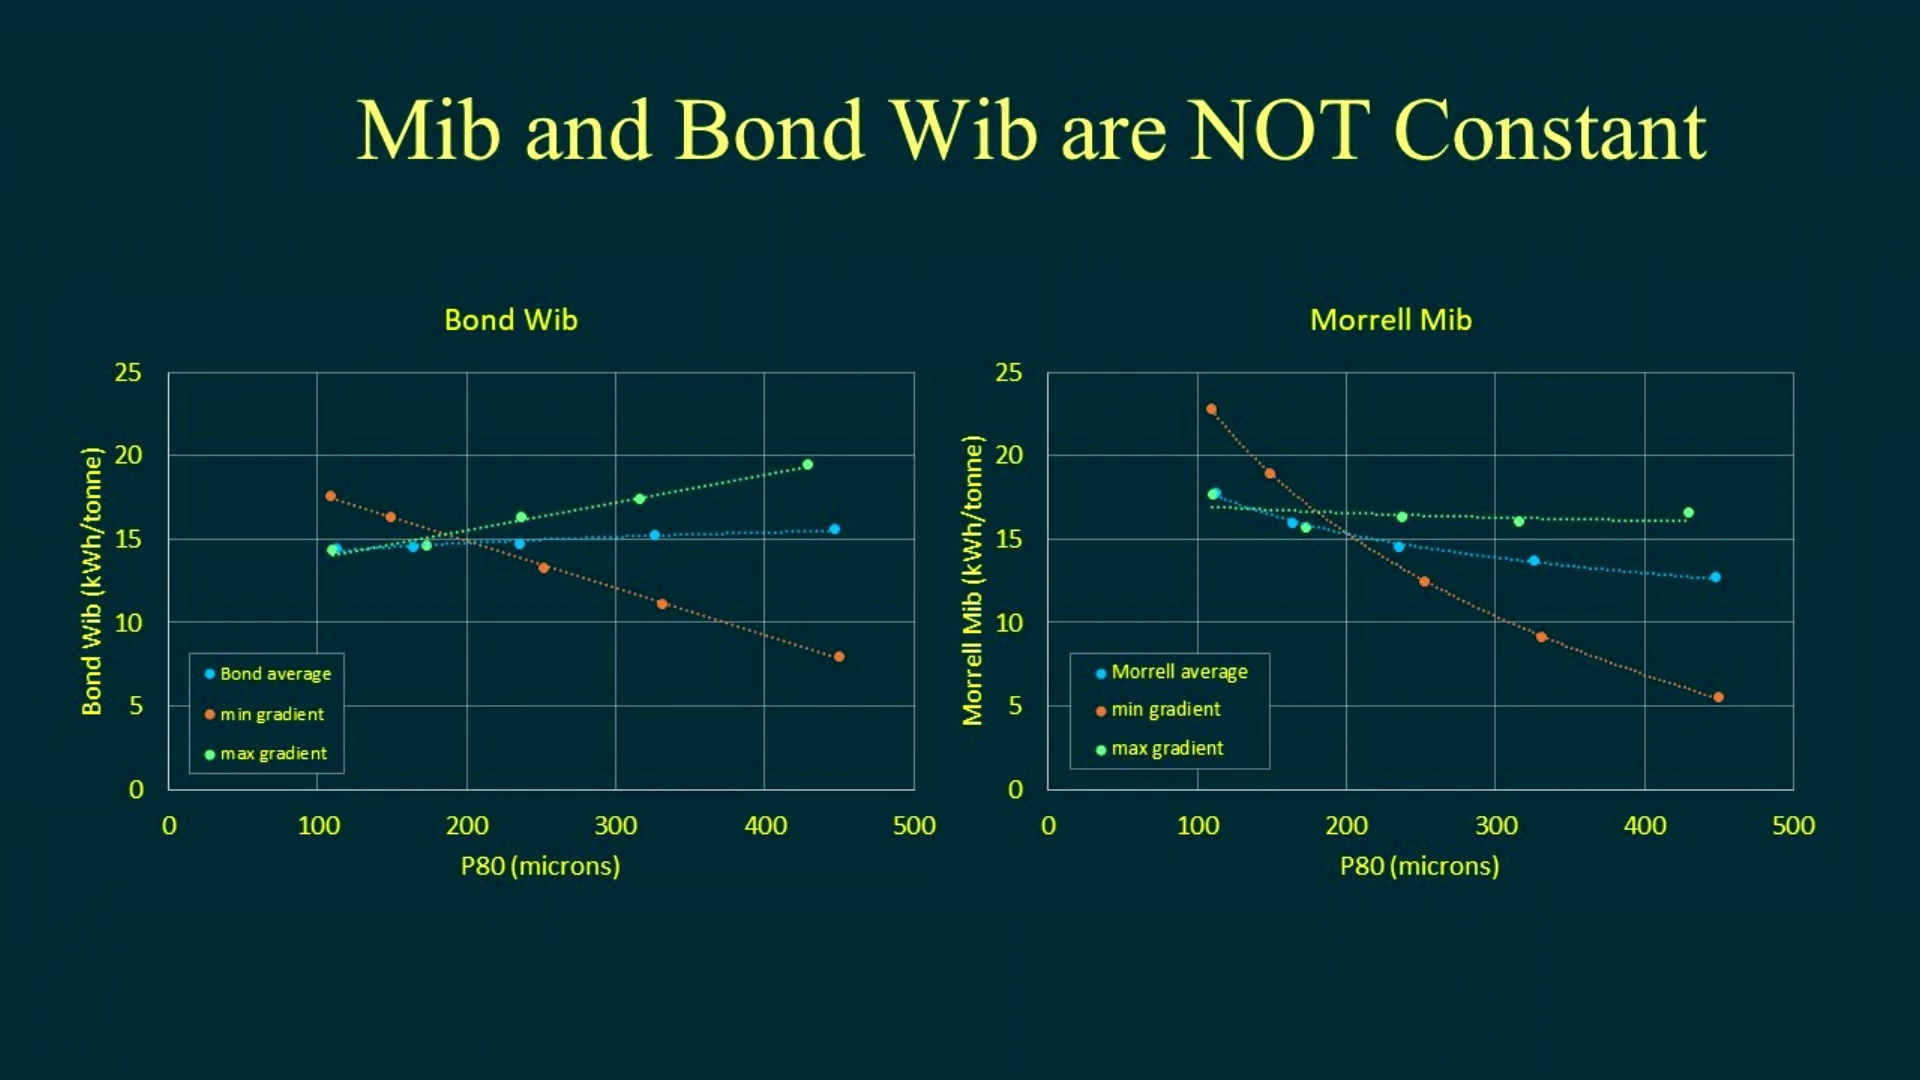 Mib and Bond Wib are NOT Constant
Bond Wib
25
20
15
10
5
0
Bond Wib (kWh/tonne)
Bond average
min gradient
max gradient
0 100 200 300 400 500
P80 (microns)
Morrell Mib
25
20
15
10
5
0
Morrell Mib (kWh/tonne)
Morrell average
min gradient
max gradient
0 100 200 300 400 500
P80 (microns)